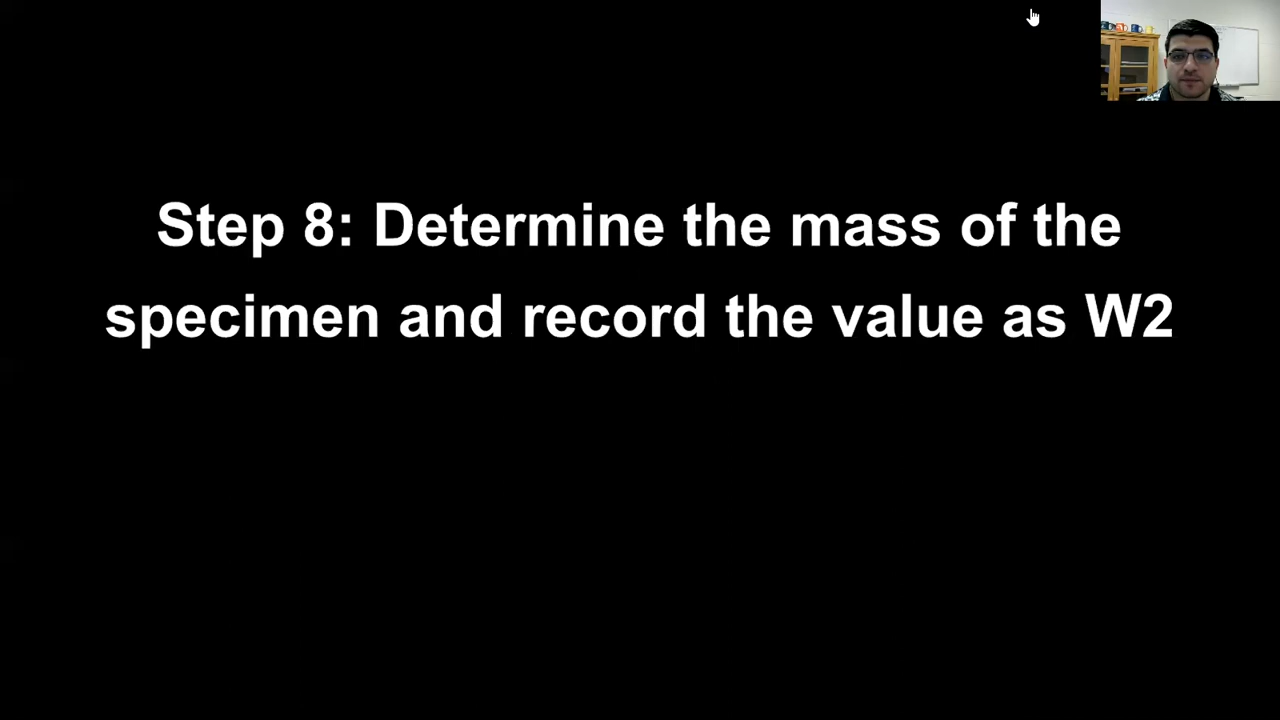 Step 8: Determine the mass of the
specimen and record the value as W2